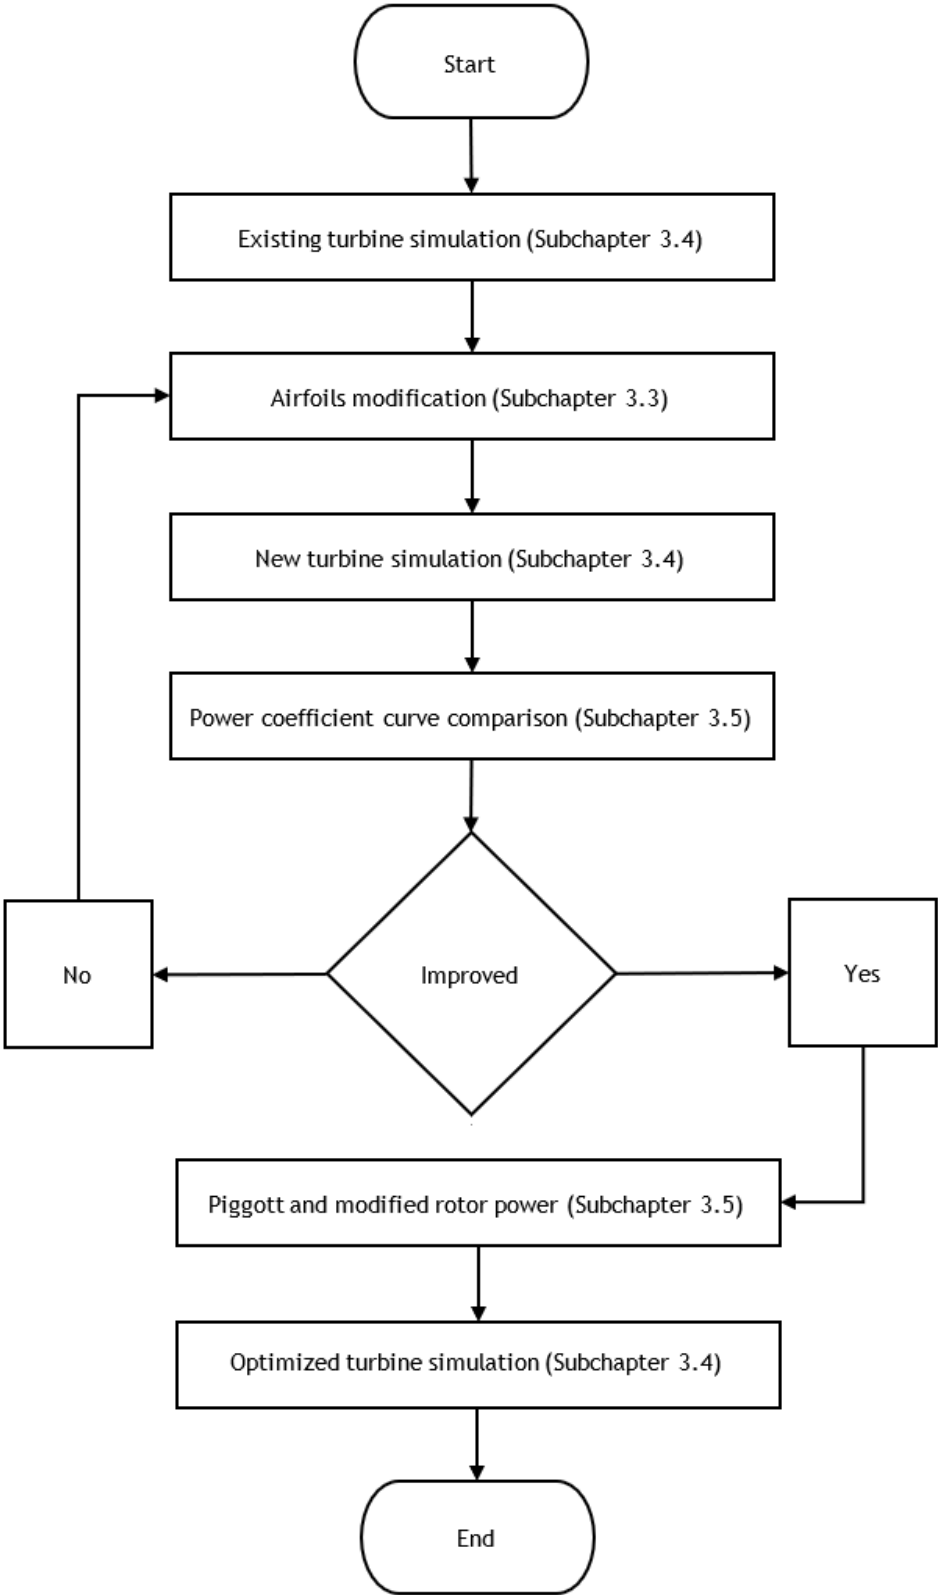 Start
Existing turbine simulation (Subchapter 3.4)
Airfoils modification (Subchapter 3.3)
New turbine simulation (Subchapter 3.4)
Power coefficient curve comparison (Subchapter 3.5)
No
Improved
Yes
Piggott and modified rotor power (Subchapter 3.5)
Optimized turbine simulation (Subchapter 3.4)
End